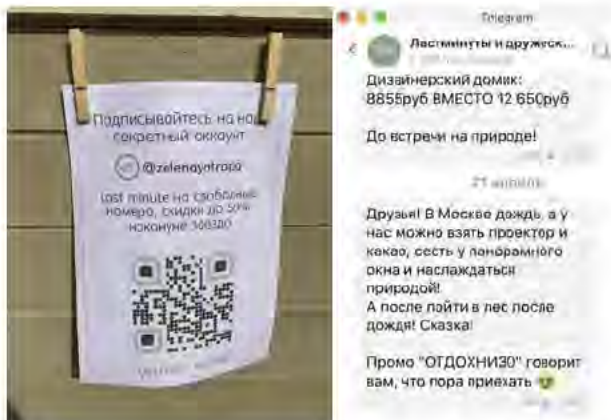 Подписывайтесь на наш
секретный аккаунт
@zelenayatropa
last minute на свободные
номера, скидки до 50%
накануне заезда
Telegram
Ластминуты и дружеск...
Дизайнерский домик:
8855руб ВМЕСТО 12 650руб
До встречи на природе!
21 апреля
Друзья! В Москве дождь, а у
нас можно взять проектор и
какао, сесть у панорамного
окна и наслаждаться
природой!
А после пойти в лес после
дождя! Сказка!
Промо "ОТДОХНИ30" говорит
вам, что пора приехать